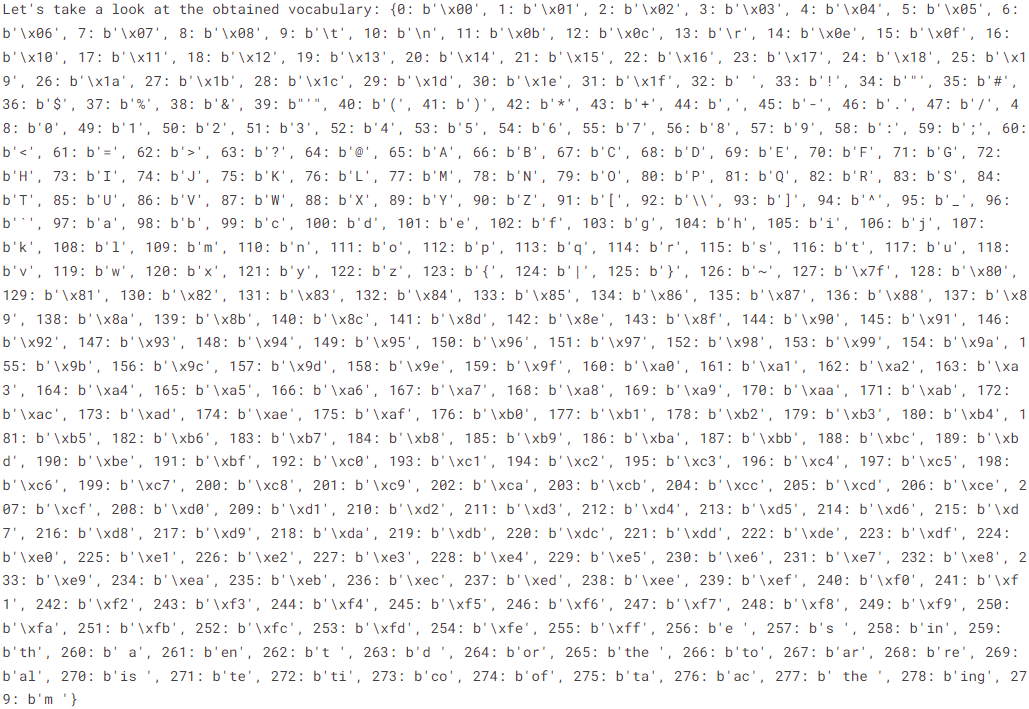 Let's take a look at the obtained vocabulary: {0: b'\x00', 1: b'\x01', 2: b'\x02', 3: b'\x03', 4: b'\x04', 5: b'\x05', 6:
b'\x06', 7: b'\x07', 8: b'\x08', 9: b'\t', 10: b'\n', 11: b'\x0b', 12: b'\x0c', 13: b'\r', 14: b'\x0e', 15: b'\x0f', 16:
b'\x10', 17: b'\x11', 18: b'\x12', 19: b'\x13', 20: b'\x14', 21: b'\x15', 22: b'\x16', 23: b'\x17', 24: b'\x18', 25: b'\x1
9', 26: b'\x1a', 27: b'\x1b', 28: b'\x1c', 29: b'\x1d', 30: b'\x1e', 31: b'\x1f', 32: b' ', 33: b'!', 34: b'"', 35: b'#',
36: b'$', 37: b'%', 38: b'&', 39: b"'", 40: b'(', 41: b')', 42: b'*', 43: b'+', 44: b',', 45: b'-', 46: b'.', 47: b'/', 4
8: b'0', 49: b'1', 50: b'2', 51: b'3', 52: b'4', 53: b'5', 54: b'6', 55: b'7', 56: b'8', 57: b'9', 58: b':', 59: b';', 60:
b'<', 61: b'=', 62: b'>', 63: b'?', 64: b'@', 65: b'A', 66: b'B', 67: b'C', 68: b'D', 69: b'E', 70: b'F', 71: b'G', 72:
b'H', 73: b'I', 74: b'J', 75: b'K', 76: b'L', 77: b'M', 78: b'N', 79: b'O', 80: b'P', 81: b'Q', 82: b'R', 83: b'S', 84:
b'T', 85: b'U', 86: b'V', 87: b'W', 88: b'X', 89: b'Y', 90: b'Z', 91: b'[', 92: b'\\', 93: b']', 94: b'^', 95: b'_', 96:
b'`', 97: b'a', 98: b'b', 99: b'c', 100: b'd', 101: b'e', 102: b'f', 103: b'g', 104: b'h', 105: b'i', 106: b'j', 107:
b'k', 108: b'l', 109: b'm', 110: b'n', 111: b'o', 112: b'p', 113: b'q', 114: b'r', 115: b's', 116: b't', 117: b'u', 118:
b'v', 119: b'w', 120: b'x', 121: b'y', 122: b'z', 123: b'{', 124: b'|', 125: b'}', 126: b'~', 127: b'\x7f', 128: b'\x80',
129: b'\x81', 130: b'\x82', 131: b'\x83', 132: b'\x84', 133: b'\x85', 134: b'\x86', 135: b'\x87', 136: b'\x88', 137: b'\x8
9', 138: b'\x8a', 139: b'\x8b', 140: b'\x8c', 141: b'\x8d', 142: b'\x8e', 143: b'\x8f', 144: b'\x90', 145: b'\x91', 146:
b'\x92', 147: b'\x93', 148: b'\x94', 149: b'\x95', 150: b'\x96', 151: b'\x97', 152: b'\x98', 153: b'\x99', 154: b'\x9a', 1
55: b'\x9b', 156: b'\x9c', 157: b'\x9d', 158: b'\x9e', 159: b'\x9f', 160: b'\xa0', 161: b'\xa1', 162: b'\xa2', 163: b'\xa
3', 164: b'\xa4', 165: b'\xa5', 166: b'\xa6', 167: b'\xa7', 168: b'\xa8', 169: b'\xa9', 170: b'\xaa', 171: b'\xab', 172:
b'\xac', 173: b'\xad', 174: b'\xae', 175: b'\xaf', 176: b'\xb0', 177: b'\xb1', 178: b'\xb2', 179: b'\xb3', 180: b'\xb4', 1
81: b'\xb5', 182: b'\xb6', 183: b'\xb7', 184: b'\xb8', 185: b'\xb9', 186: b'\xba', 187: b'\xbb', 188: b'\xbc', 189: b'\xb
d', 190: b'\xbe', 191: b'\xbf', 192: b'\xc0', 193: b'\xc1', 194: b'\xc2', 195: b'\xc3', 196: b'\xc4', 197: b'\xc5', 198:
b'\xc6', 199: b'\xc7', 200: b'\xc8', 201: b'\xc9', 202: b'\xca', 203: b'\xcb', 204: b'\xcc', 205: b'\xcd', 206: b'\xce', 2
07: b'\xcf', 208: b'\xd0', 209: b'\xd1', 210: b'\xd2', 211: b'\xd3', 212: b'\xd4', 213: b'\xd5', 214: b'\xd6', 215: b'\xd
7', 216: b'\xd8', 217: b'\xd9', 218: b'\xda', 219: b'\xdb', 220: b'\xdc', 221: b'\xdd', 222: b'\xde', 223: b'\xdf', 224:
b'\xe0', 225: b'\xe1', 226: b'\xe2', 227: b'\xe3', 228: b'\xe4', 229: b'\xe5', 230: b'\xe6', 231: b'\xe7', 232: b'\xe8', 2
33: b'\xe9', 234: b'\xea', 235: b'\xeb', 236: b'\xec', 237: b'\xed', 238: b'\xee', 239: b'\xef', 240: b'\xf0', 241: b'\xf
1', 242: b'\xf2', 243: b'\xf3', 244: b'\xf4', 245: b'\xf5', 246: b'\xf6', 247: b'\xf7', 248: b'\xf8', 249: b'\xf9', 250:
b'\xfa', 251: b'\xfb', 252: b'\xfc', 253: b'\xfd', 254: b'\xfe', 255: b'\xff', 256: b'e ', 257: b's ', 258: b'in', 259:
b'th', 260: b' a', 261: b'en', 262: b't ', 263: b'd ', 264: b'or', 265: b'the ', 266: b'to', 267: b'ar', 268: b're', 269:
b'al', 270: b'is ', 271: b'te', 272: b'ti', 273: b'co', 274: b'of', 275: b'ta', 276: b'ac', 277: b' the ', 278: b'ing', 27
9: b'm '}